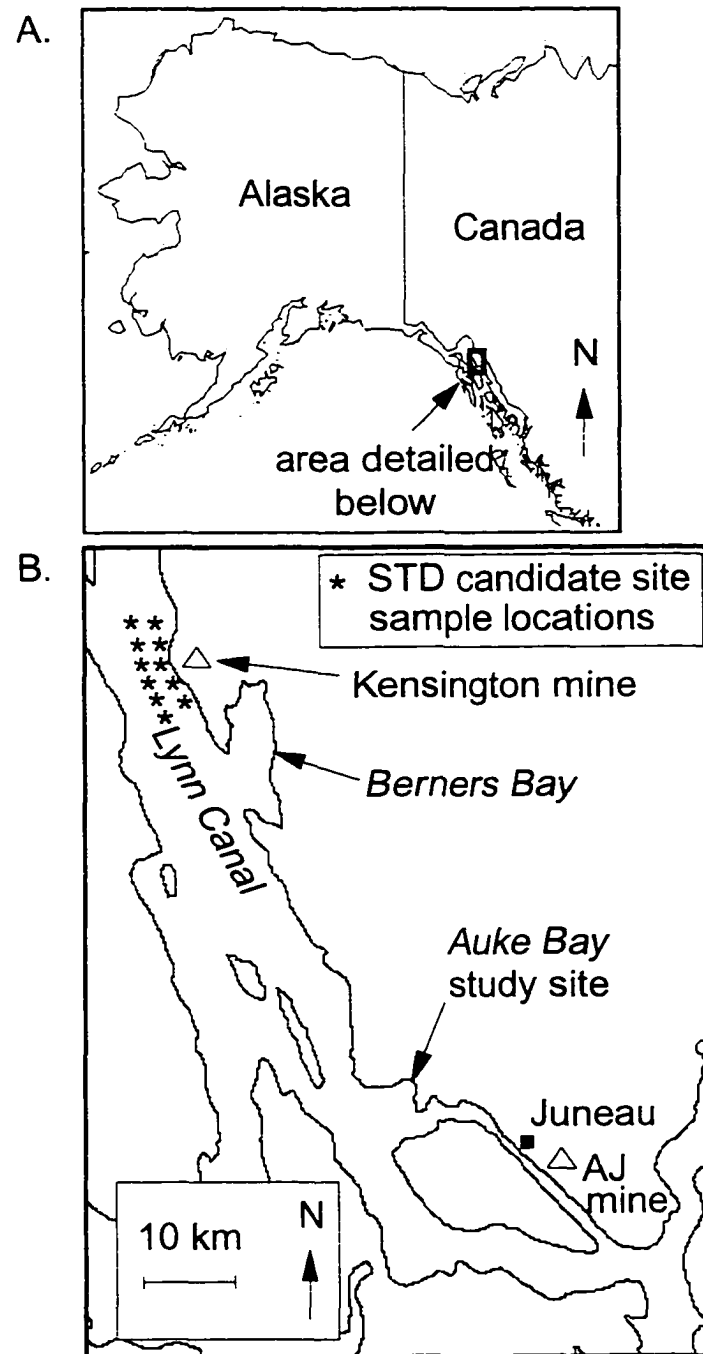 A.
Alaska
Canada
N
area detailed
below
B.
* STD candidate site
sample locations
Kensington mine
Berners Bay
Lynn Canal
Auke Bay
study site
Juneau
AJ
mine
10 km
N